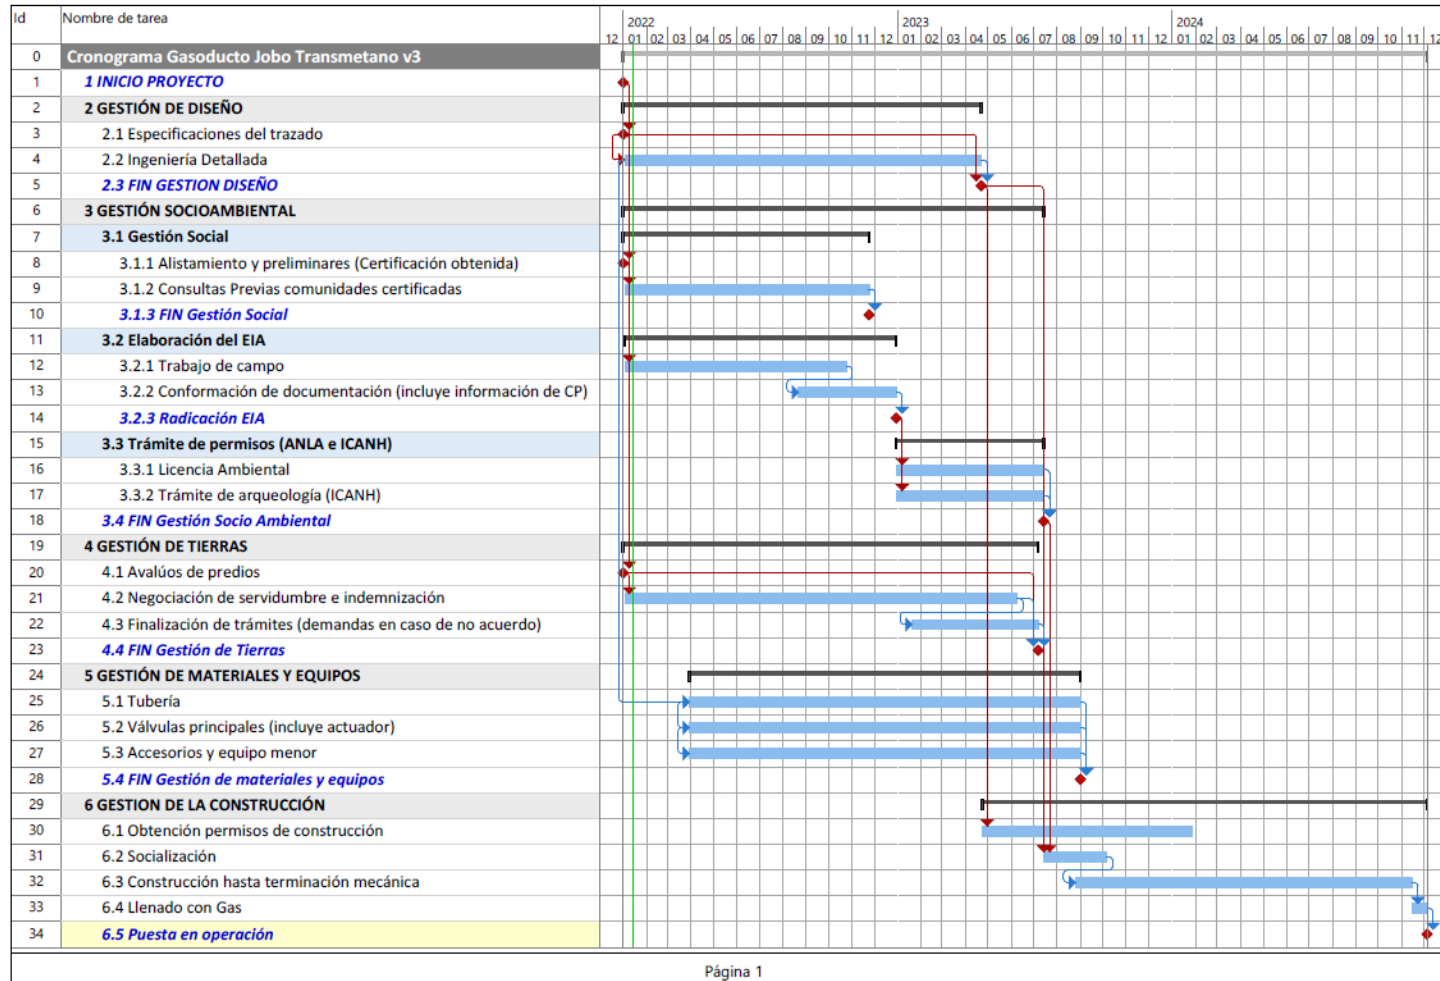 Id Nombre de tarea 2022 2023 2024
12 01 02 03 04 05 06 07 08 09 10 11 12 01 02 03 04 05 06 07 08 09 10 11 12 01 02 03 04 05 06 07 08 09 10 11 12
0 Cronograma Gasoducto Jobo Transmetano v3
1 1 INICIO PROYECTO
2 2 GESTIÓN DE DISEÑO
3 2.1 Especificaciones del trazado
4 2.2 Ingeniería Detallada
5 2.3 FIN GESTION DISEÑO
6 3 GESTIÓN SOCIOAMBIENTAL
7 3.1 Gestión Social
8 3.1.1 Alistamiento y preliminares (Certificación obtenida)
9 3.1.2 Consultas Previas comunidades certificadas
10 3.1.3 FIN Gestión Social
11 3.2 Elaboración del EIA
12 3.2.1 Trabajo de campo
13 3.2.2 Conformación de documentación (incluye información de CP)
14 3.2.3 Radicación EIA
15 3.3 Trámite de permisos (ANLA e ICANH)
16 3.3.1 Licencia Ambiental
17 3.3.2 Trámite de arqueología (ICANH)
18 3.4 FIN Gestión Socio Ambiental
19 4 GESTIÓN DE TIERRAS
20 4.1 Avalúos de predios
21 4.2 Negociación de servidumbre e indemnización
22 4.3 Finalización de trámites (demandas en caso de no acuerdo)
23 4.4 FIN Gestión de Tierras
24 5 GESTIÓN DE MATERIALES Y EQUIPOS
25 5.1 Tubería
26 5.2 Válvulas principales (incluye actuador)
27 5.3 Accesorios y equipo menor
28 5.4 FIN Gestión de materiales y equipos
29 6 GESTION DE LA CONSTRUCCIÓN
30 6.1 Obtención permisos de construcción
31 6.2 Socialización
32 6.3 Construcción hasta terminación mecánica
33 6.4 Llenado con Gas
34 6.5 Puesta en operación
Página 1